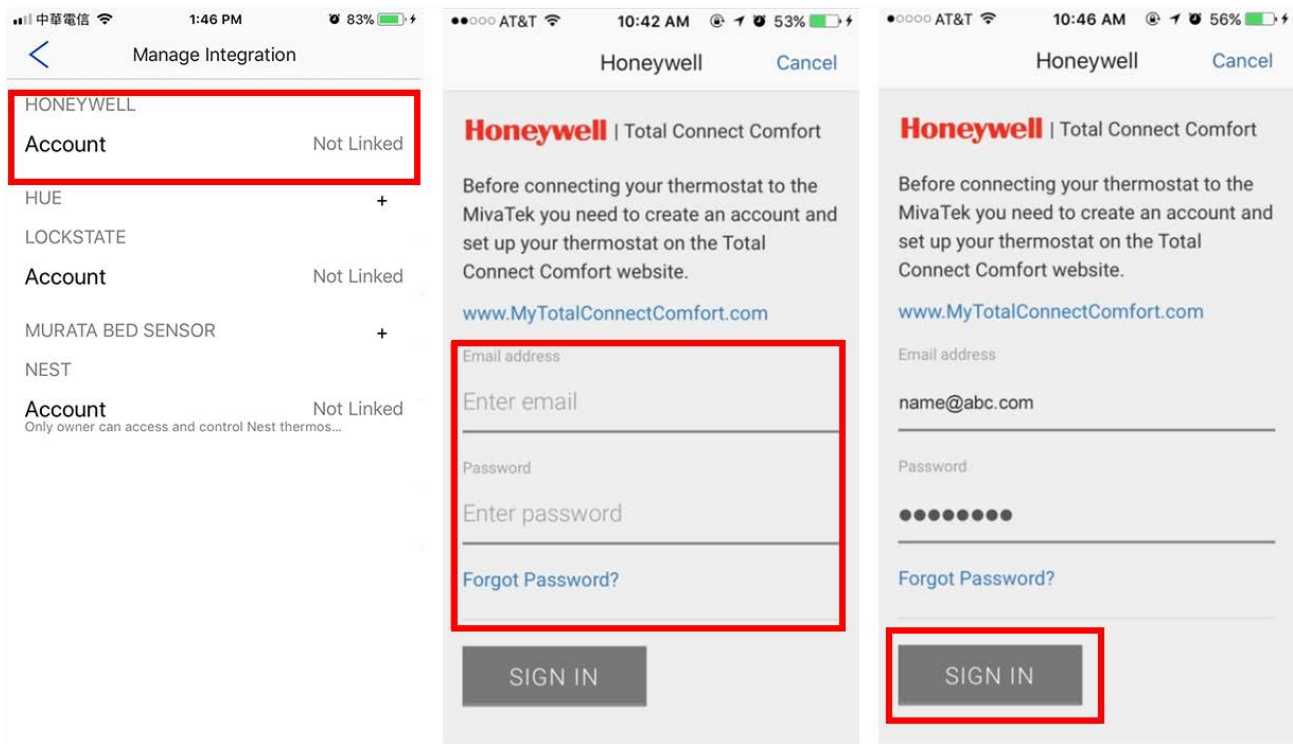 中華電信 1:46 PM 83%
Manage Integration
HONEYWELL
Account Not Linked
HUE +
LOCKSTATE
Account Not Linked
MURATA BED SENSOR +
NEST
Account Not Linked
Only owner can access and control Nest thermos...
AT&T 10:42 AM 53%
Honeywell Cancel
Honeywell | Total Connect Comfort
Before connecting your thermostat to the
MivaTek you need to create an account and
set up your thermostat on the Total
Connect Comfort website.
www.MyTotalConnectComfort.com
Email address
Enter email
Password
Enter password
Forgot Password?
SIGN IN
AT&T 10:46 AM 56%
Honeywell Cancel
Honeywell | Total Connect Comfort
Before connecting your thermostat to the
MivaTek you need to create an account and
set up your thermostat on the Total
Connect Comfort website.
www.MyTotalConnectComfort.com
Email address
name@abc.com
Password
●●●●●●●●
Forgot Password?
SIGN IN